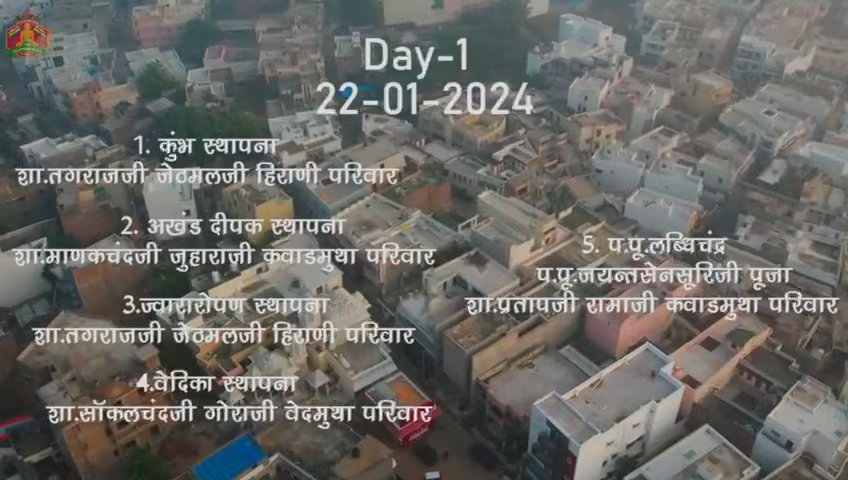 Day-1
22-01-2024
1. कुंभ स्थापना
शा.तगराजजी जेठमलजी हिराणी परिवार
2. अखंड दीपक स्थापना
शा.माणकचंदजी जुहाराजी कवाडमुथा परिवार
3.ज्वारारोपण स्थापना
शा.तगराजजी जेठमलजी हिराणी परिवार
4.वेदिका स्थापना
शा.सॉकलचंदजी गोराजी वेदमुथा परिवार
5. प.पू.लब्धिचंद्र
प.पू.जयन्तसेनसूरिजी पूजा
शा.प्रतापजी रामाजी कवाडमुथा परिवार